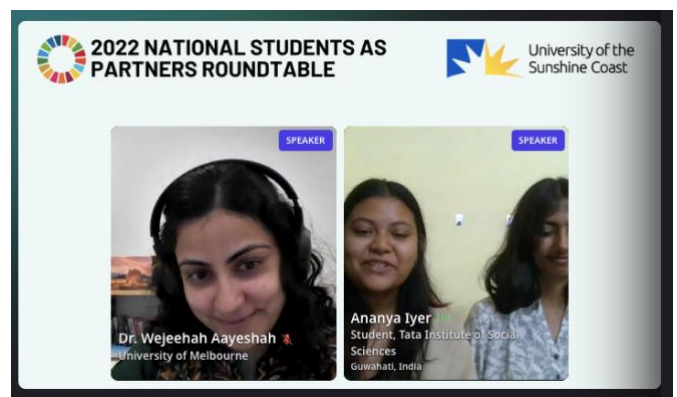 2022 NATIONAL STUDENTS AS
PARTNERS ROUNDTABLE
University of the
Sunshine Coast
SPEAKER
Dr. Wejeehah Aayeshah
University of Melbourne
SPEAKER
Ananya Iyer
Student, Tata Institute of Social
Sciences
Guwahati, India